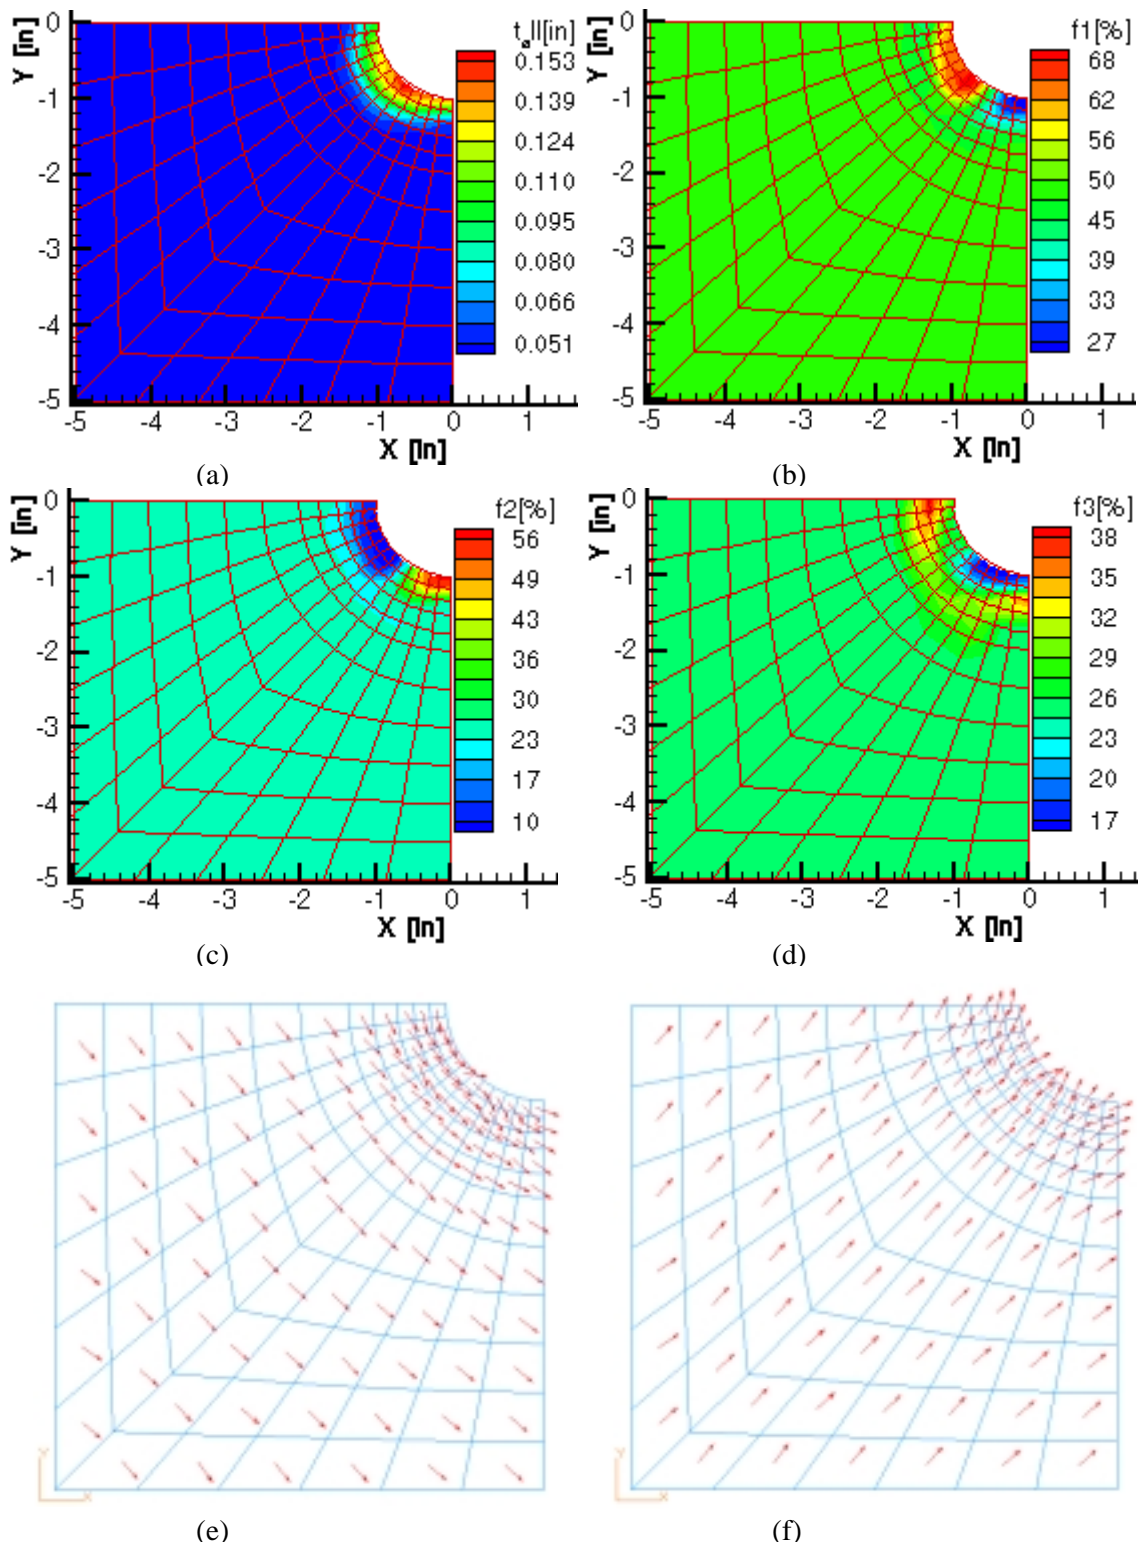 0
-1
-2
-3
-4
-5
Y [in]
-5 -4 -3 -2 -1 0
X [in]
t_all[in]
0.153
0.139
0.124
0.110
0.095
0.080
0.066
0.051
(a)
0
-1
-2
-3
-4
-5
Y [in]
-5 -4 -3 -2 -1 0 1
X [in]
f1[%]
68
62
56
50
45
39
33
27
(b)
0
-1
-2
-3
-4
-5
Y [in]
-5 -4 -3 -2 -1 0 1
X [in]
f2[%]
56
49
43
36
30
23
17
10
(c)
0
-1
-2
-3
-4
-5
Y [in]
-5 -4 -3 -2 -1 0 1
X [in]
f3[%]
38
35
32
29
26
23
20
17
(d)
Y
X
(e)
Y
X
(f)